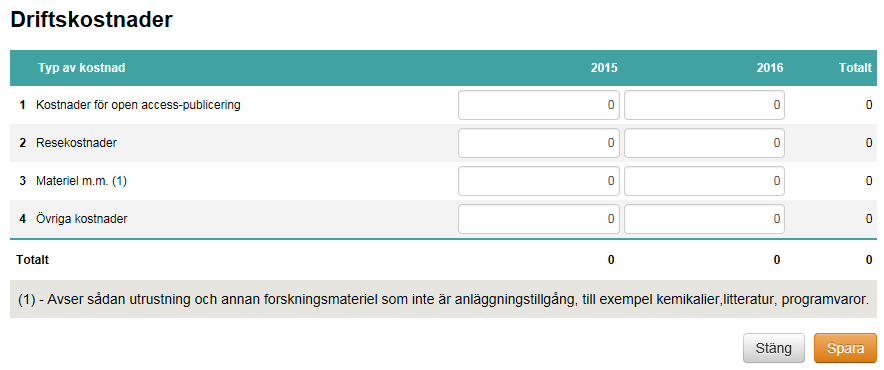 Driftskostnader
Typ av kostnad 2015 2016 Totalt
1 Kostnader för open access-publicering 0 0 0
2 Resekostnader 0 0 0
3 Materiel m.m. (1) 0 0 0
4 Övriga kostnader 0 0 0
Totalt 0 0 0
(1) - Avser sådan utrustning och annan forskningsmateriel som inte är anläggningstillgång, till exempel kemikalier,litteratur, programvaror.
Stäng Spara